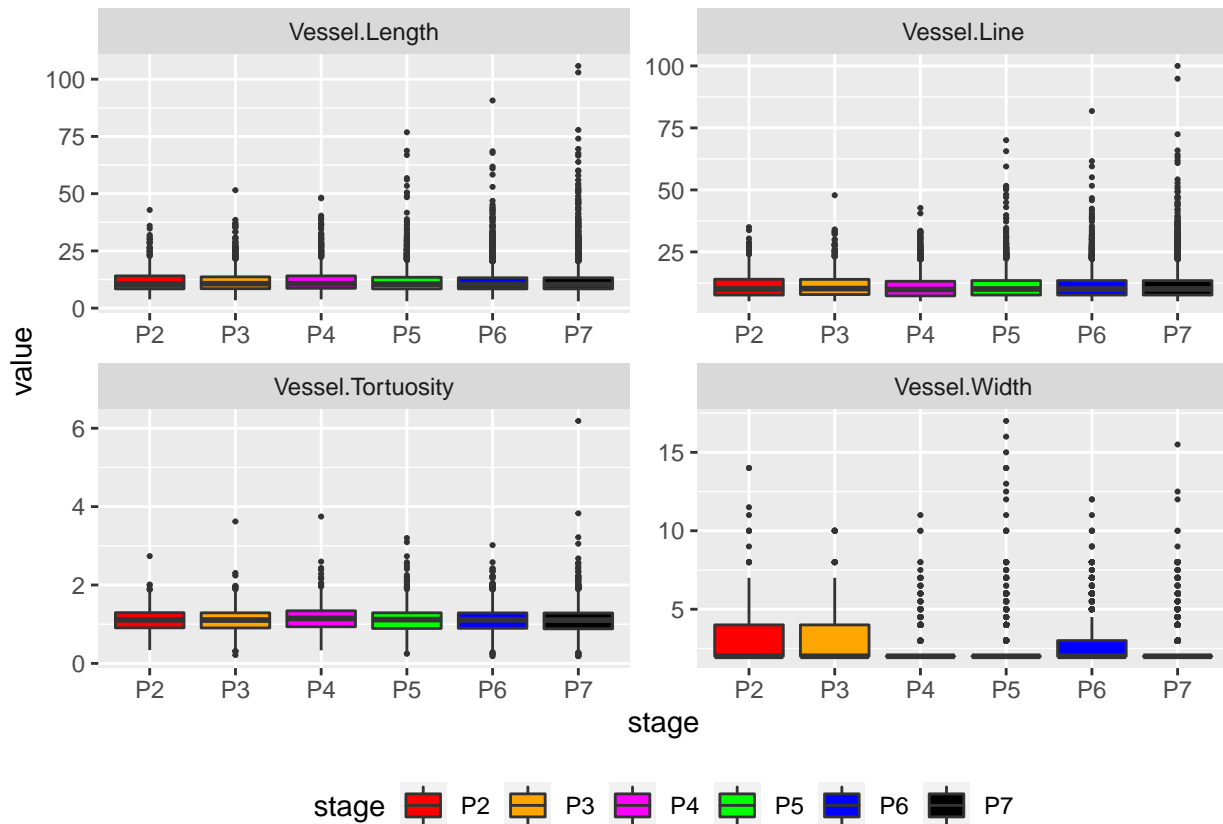 Vessel.Length Vessel.Line
100 100
75 75
50 50
25 25
0
P2 P3 P4 P5 P6 P7 P2 P3 P4 P5 P6 P7
value
Vessel.Tortuosity Vessel.Width
6 15
4 10
2 5
0
P2 P3 P4 P5 P6 P7 P2 P3 P4 P5 P6 P7
stage
stage P2 P3 P4 P5 P6 P7